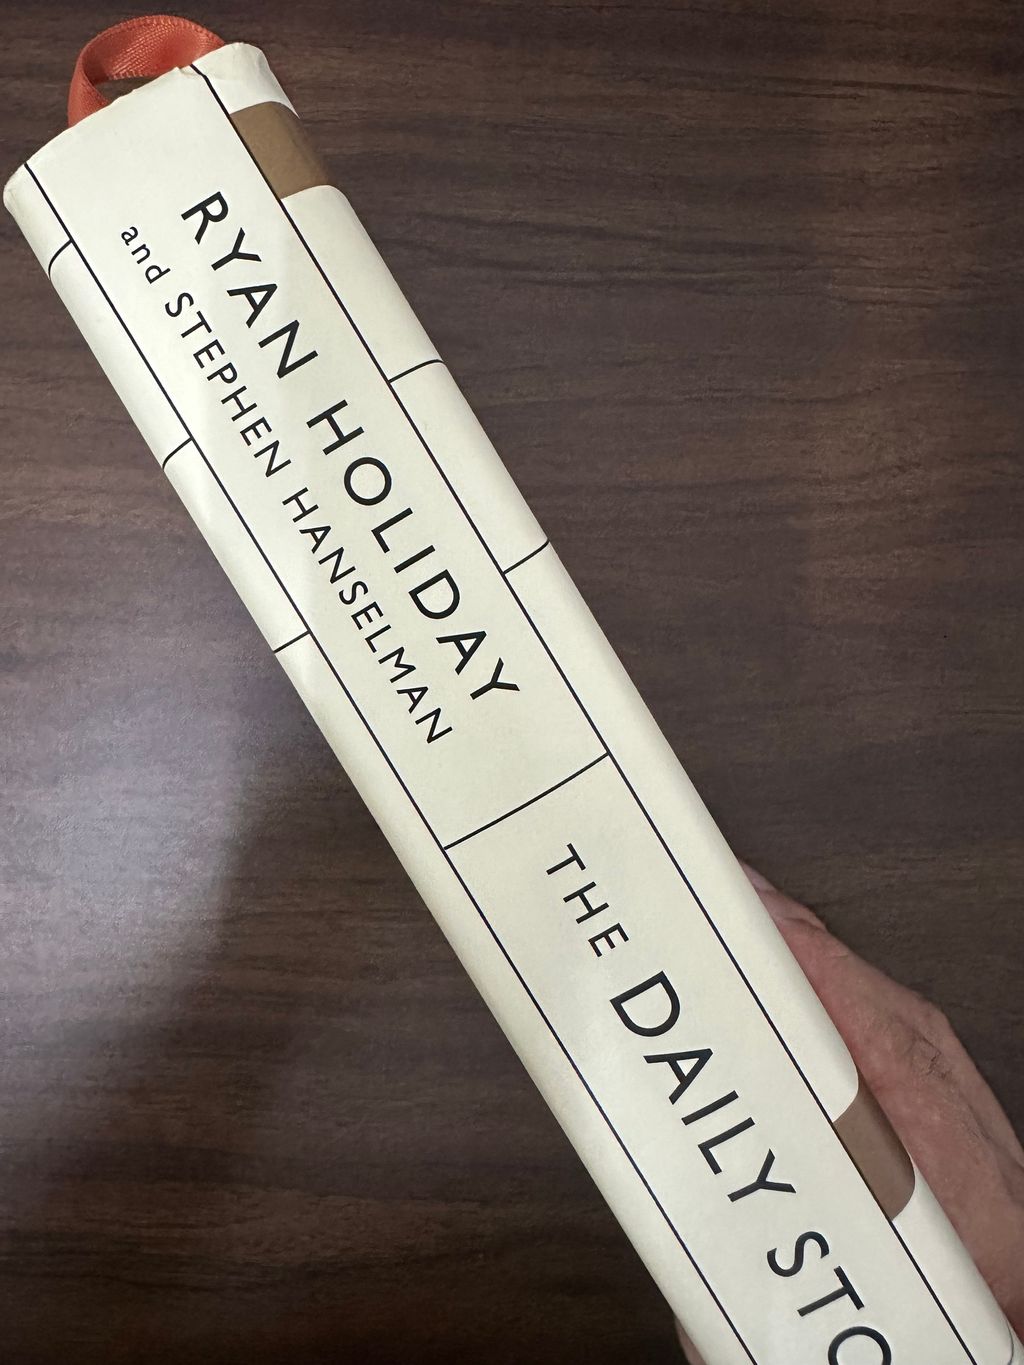 RYAN HOLIDAY
and STEPHEN HANSELMAN
THE DAILY STO